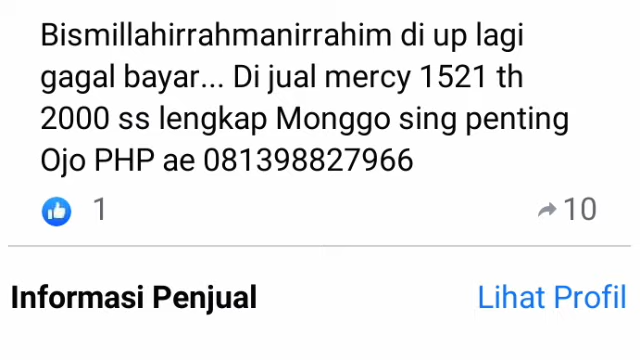 Bismillahirrahmanirrahim di up lagi
gagal bayar... Di jual mercy 1521 th
2000 ss lengkap Monggo sing penting
Ojo PHP ae 081398827966
1
10
Informasi Penjual
Lihat Profil